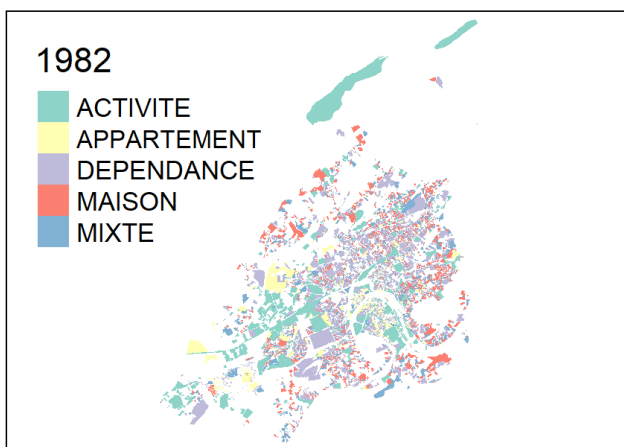 1982
ACTIVITE
APPARTEMENT
DEPENDANCE
MAISON
MIXTE